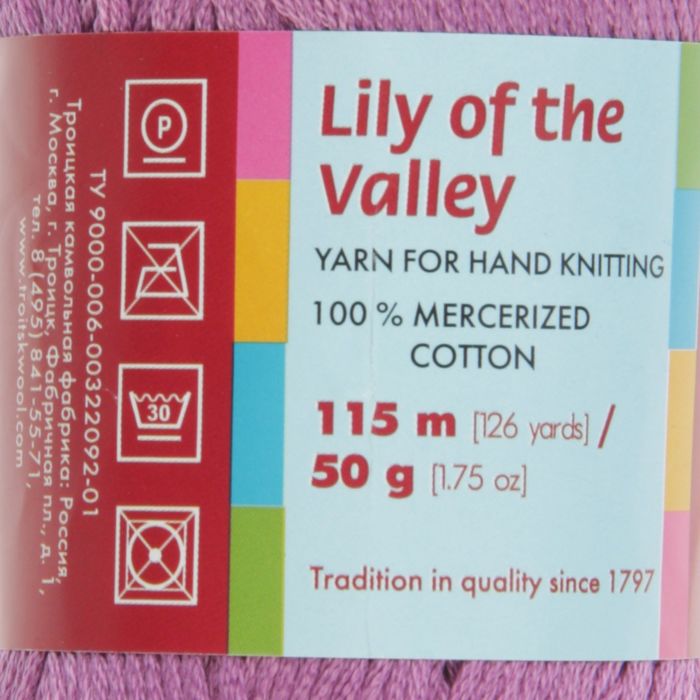 Lily of the
Valley
YARN FOR HAND KNITTING
100 % MERCERIZED
COTTON
115 m [126 yards] /
50 g [1.75 oz]
Tradition in quality since 1797
P
30
ТУ 9000-006-00322092-01
Троицкая камвольная фабрика: Россия,
г. Москва, г. Троицк, Фабричная пл., д. 1,
тел. 8 (495) 841-55-71,
www.troitskwool.com